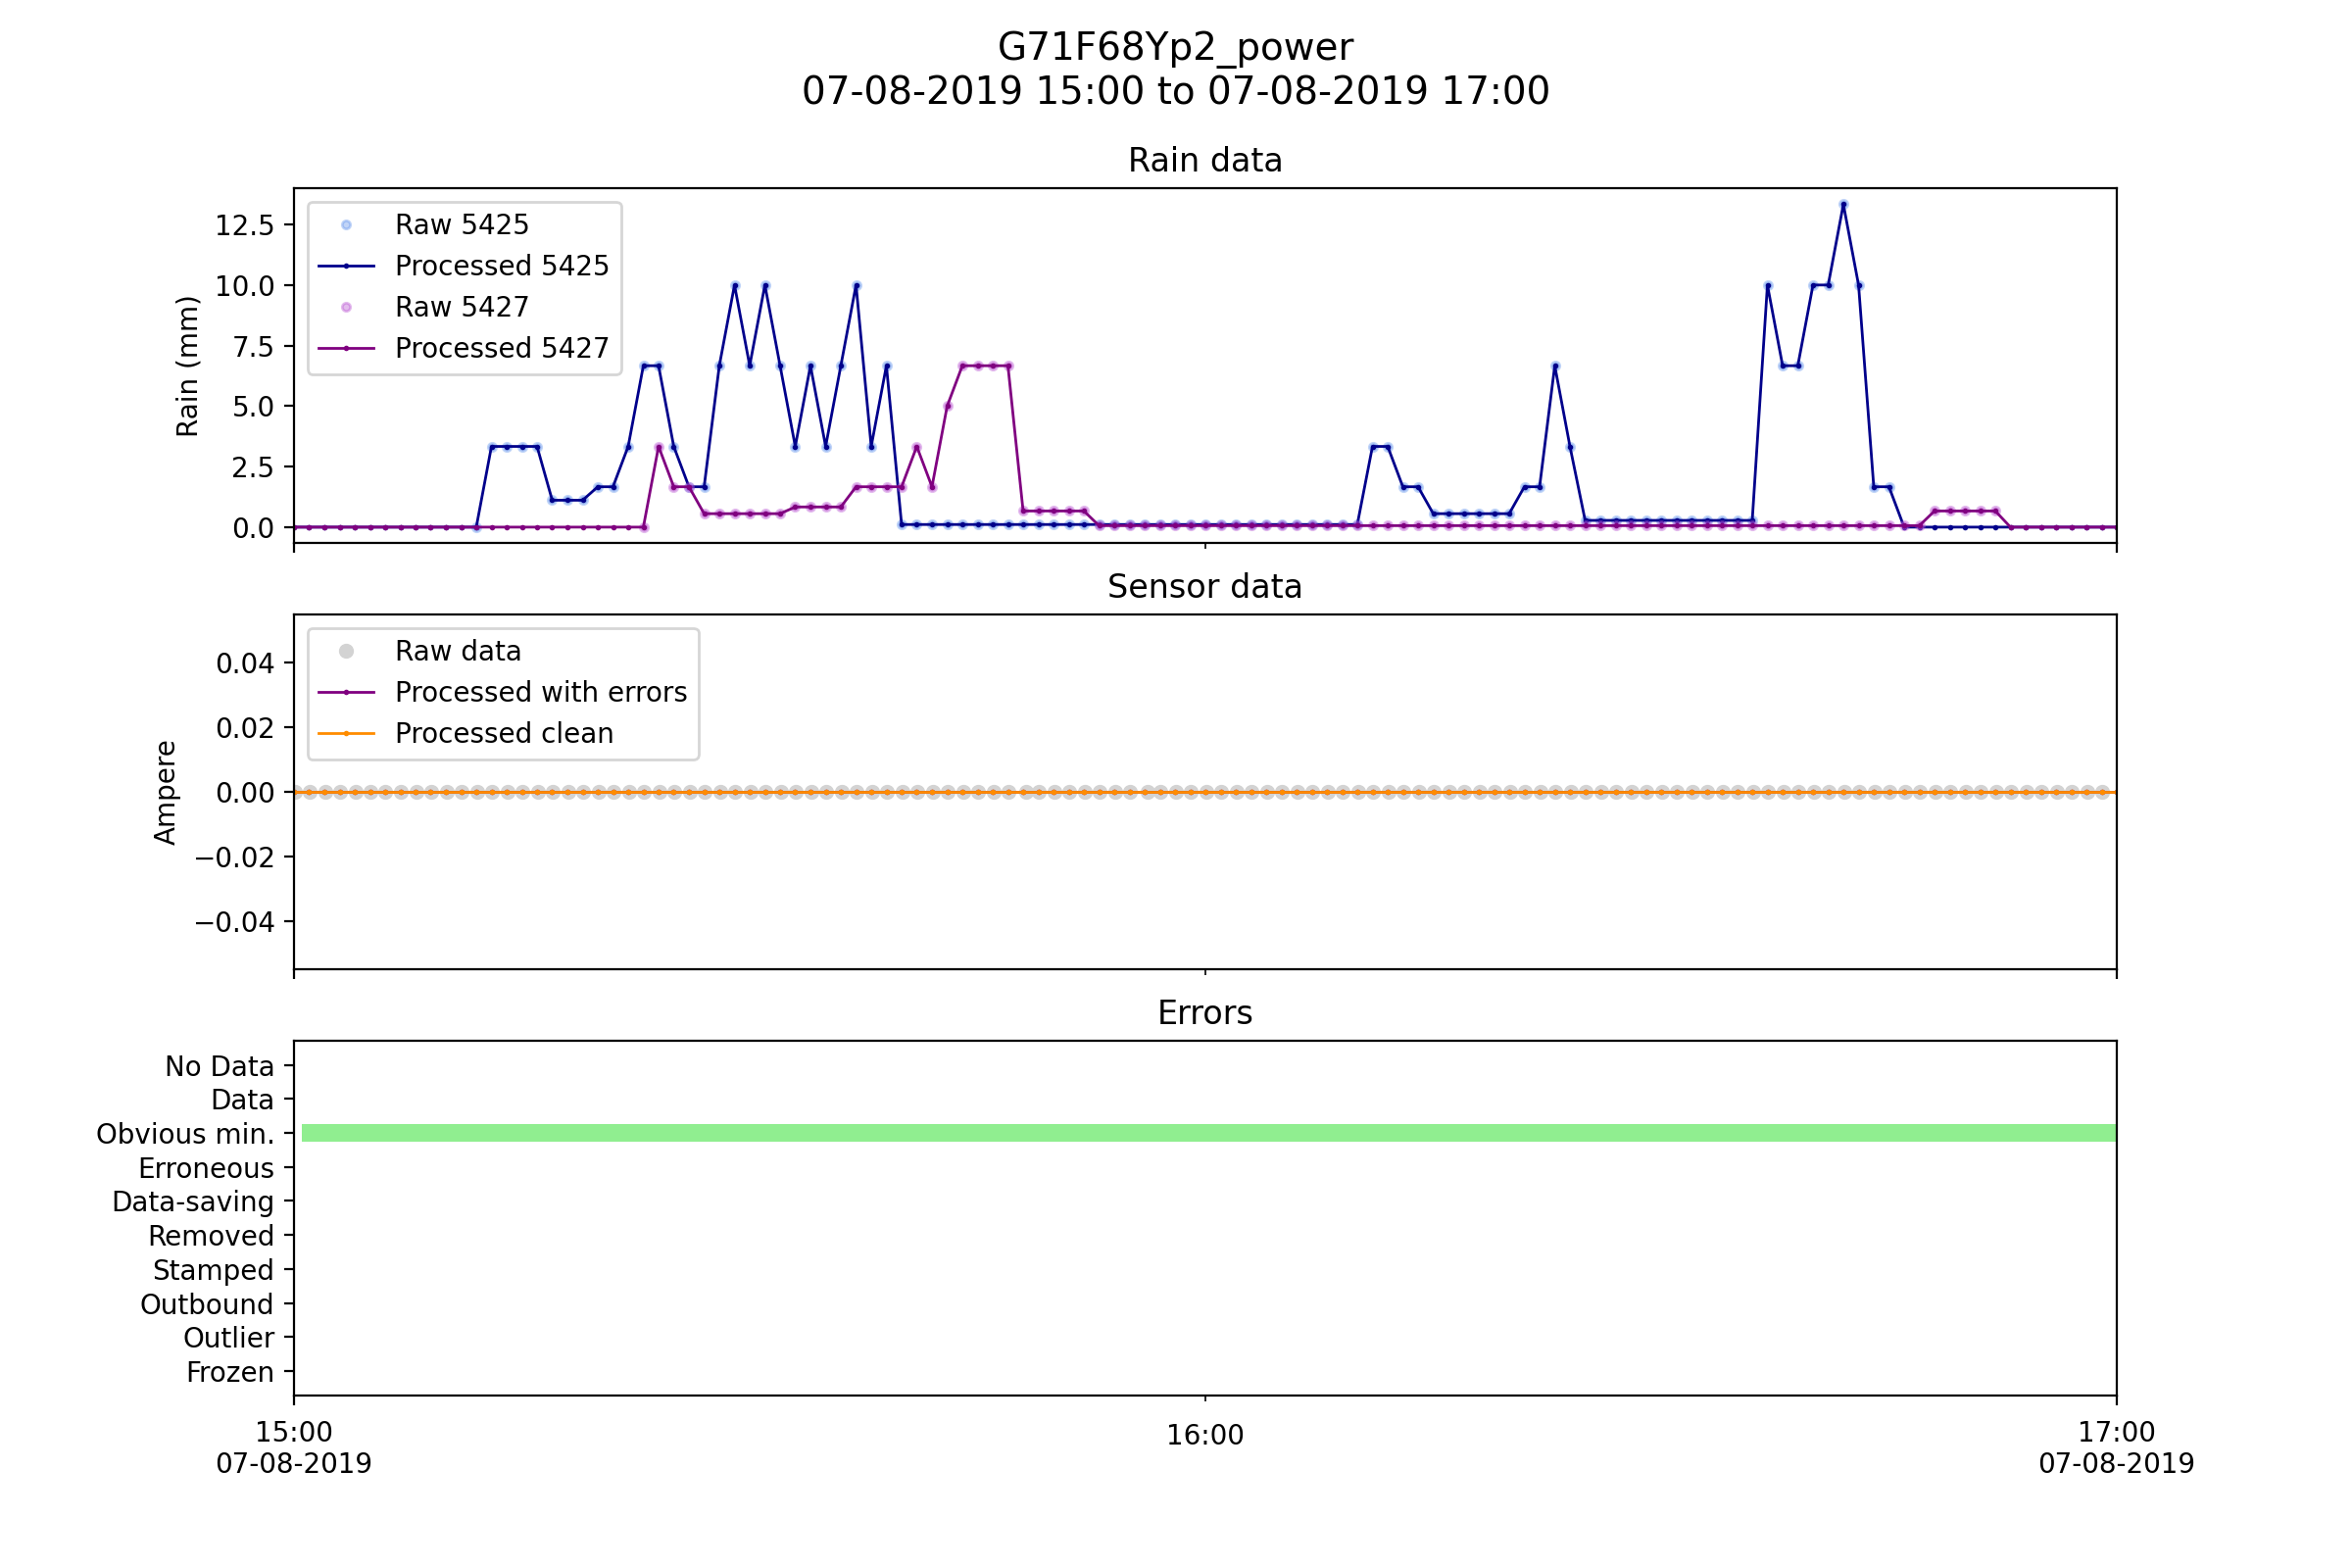 G71F68Yp2_power
07-08-2019 15:00 to 07-08-2019 17:00
Rain data
Rain (mm)
12.5
10.0
7.5
5.0
2.5
0.0
Raw 5425
Processed 5425
Raw 5427
Processed 5427
Sensor data
Ampere
0.04
0.02
0.00
−0.02
−0.04
Raw data
Processed with errors
Processed clean
Errors
No Data
Data
Obvious min.
Erroneous
Data-saving
Removed
Stamped
Outbound
Outlier
Frozen
15:00
07-08-2019
16:00
17:00
07-08-2019